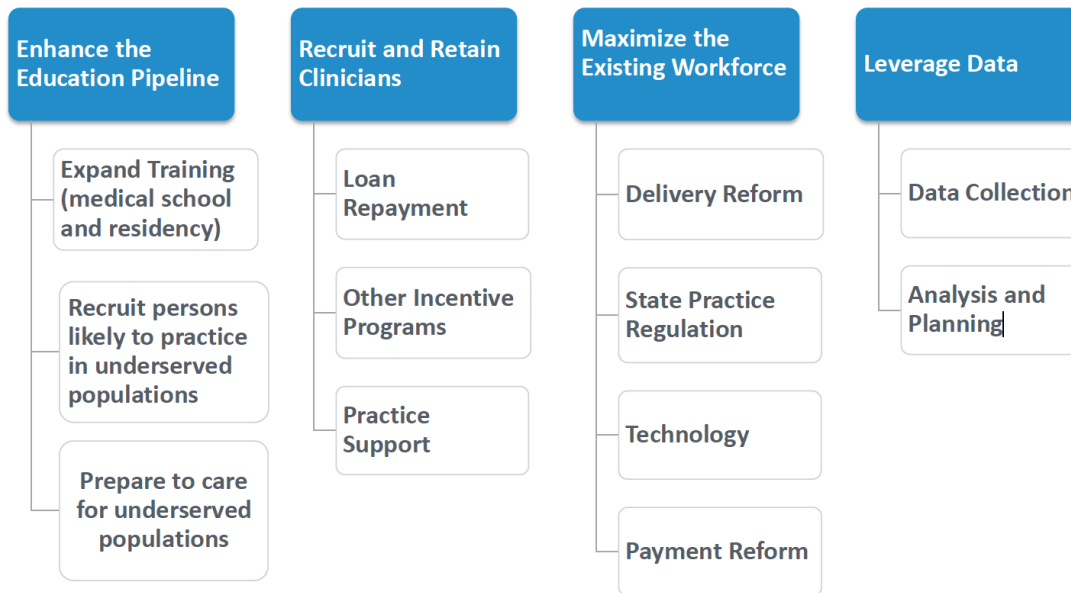 Enhance the
Education Pipeline
Expand Training
(medical school
and residency)
Recruit persons
likely to practice
in underserved
populations
Prepare to care
for underserved
populations
Recruit and Retain
Clinicians
Loan
Repayment
Other Incentive
Programs
Practice
Support
Maximize the
Existing Workforce
Delivery Reform
State Practice
Regulation
Technology
Payment Reform
Leverage Data
Data Collection
Analysis and
Planning